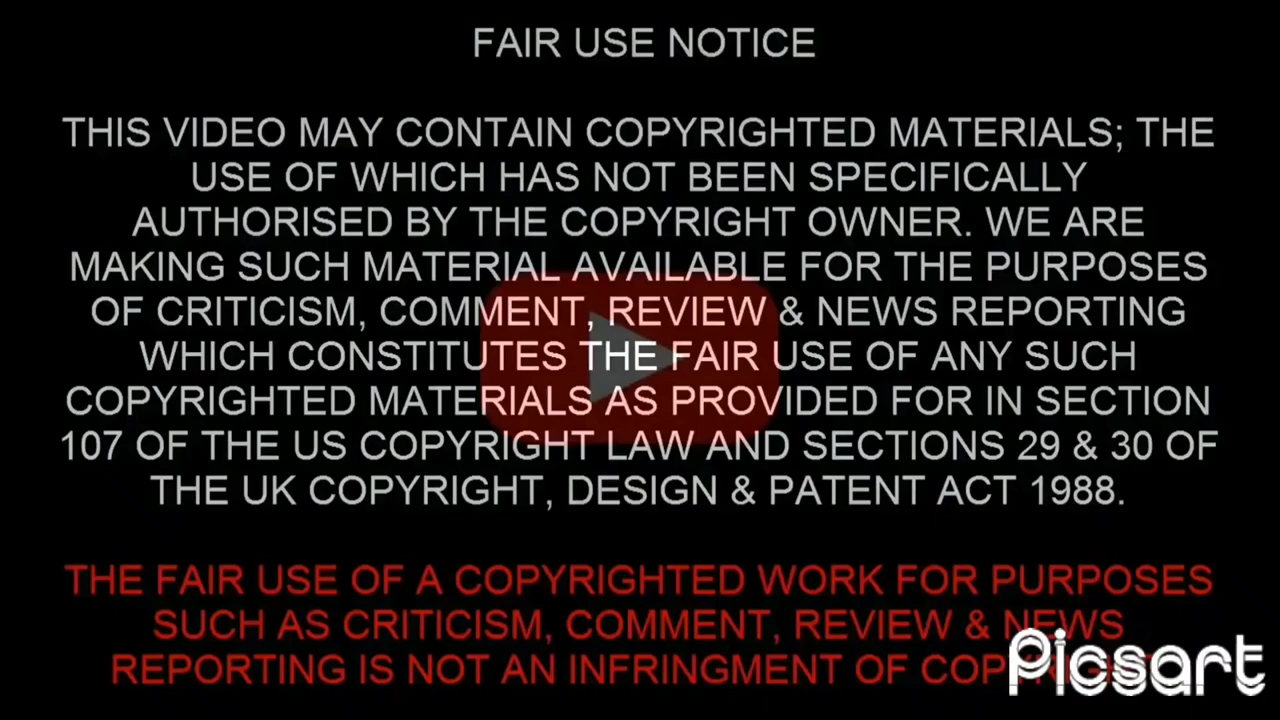 FAIR USE NOTICE
THIS VIDEO MAY CONTAIN COPYRIGHTED MATERIALS; THE
USE OF WHICH HAS NOT BEEN SPECIFICALLY
AUTHORISED BY THE COPYRIGHT OWNER. WE ARE
MAKING SUCH MATERIAL AVAILABLE FOR THE PURPOSES
OF CRITICISM, COMMENT, REVIEW & NEWS REPORTING
WHICH CONSTITUTES THE FAIR USE OF ANY SUCH
COPYRIGHTED MATERIALS AS PROVIDED FOR IN SECTION
107 OF THE US COPYRIGHT LAW AND SECTIONS 29 & 30 OF
THE UK COPYRIGHT, DESIGN & PATENT ACT 1988.
THE FAIR USE OF A COPYRIGHTED WORK FOR PURPOSES
SUCH AS CRITICISM, COMMENT, REVIEW & NEWS
REPORTING IS NOT AN INFRINGMENT OF
Picsart